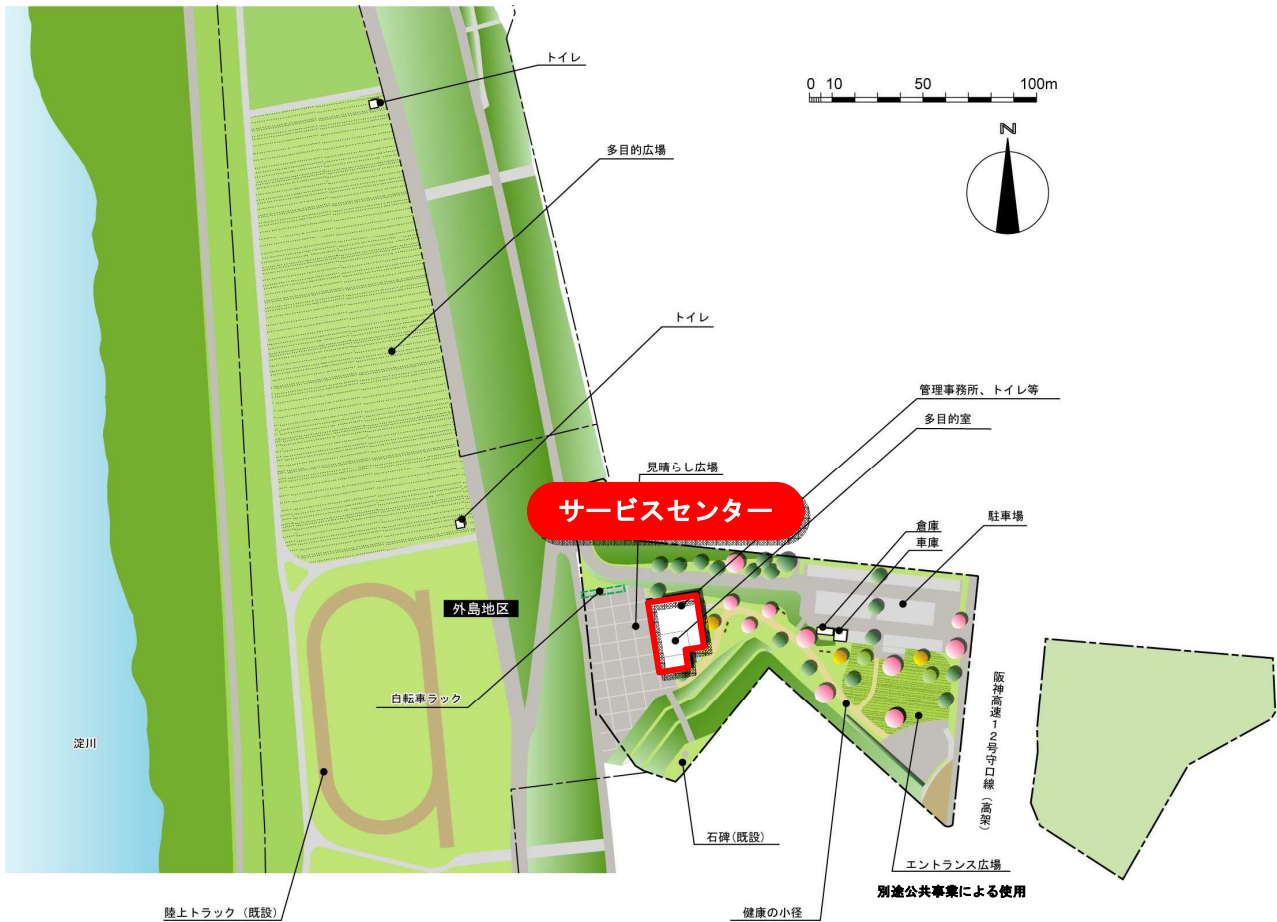 トイレ
0 10 50 100m
N
多目的広場
トイレ
管理事務所、トイレ等
多目的室
見晴らし広場
サービスセンター
倉庫
車庫
駐車場
外島地区
自転車ラック
淀川
阪神高速12号守口線（高架）
石碑(既設)
エントランス広場
別途公共事業による使用
陸上トラック（既設）
健康の小径